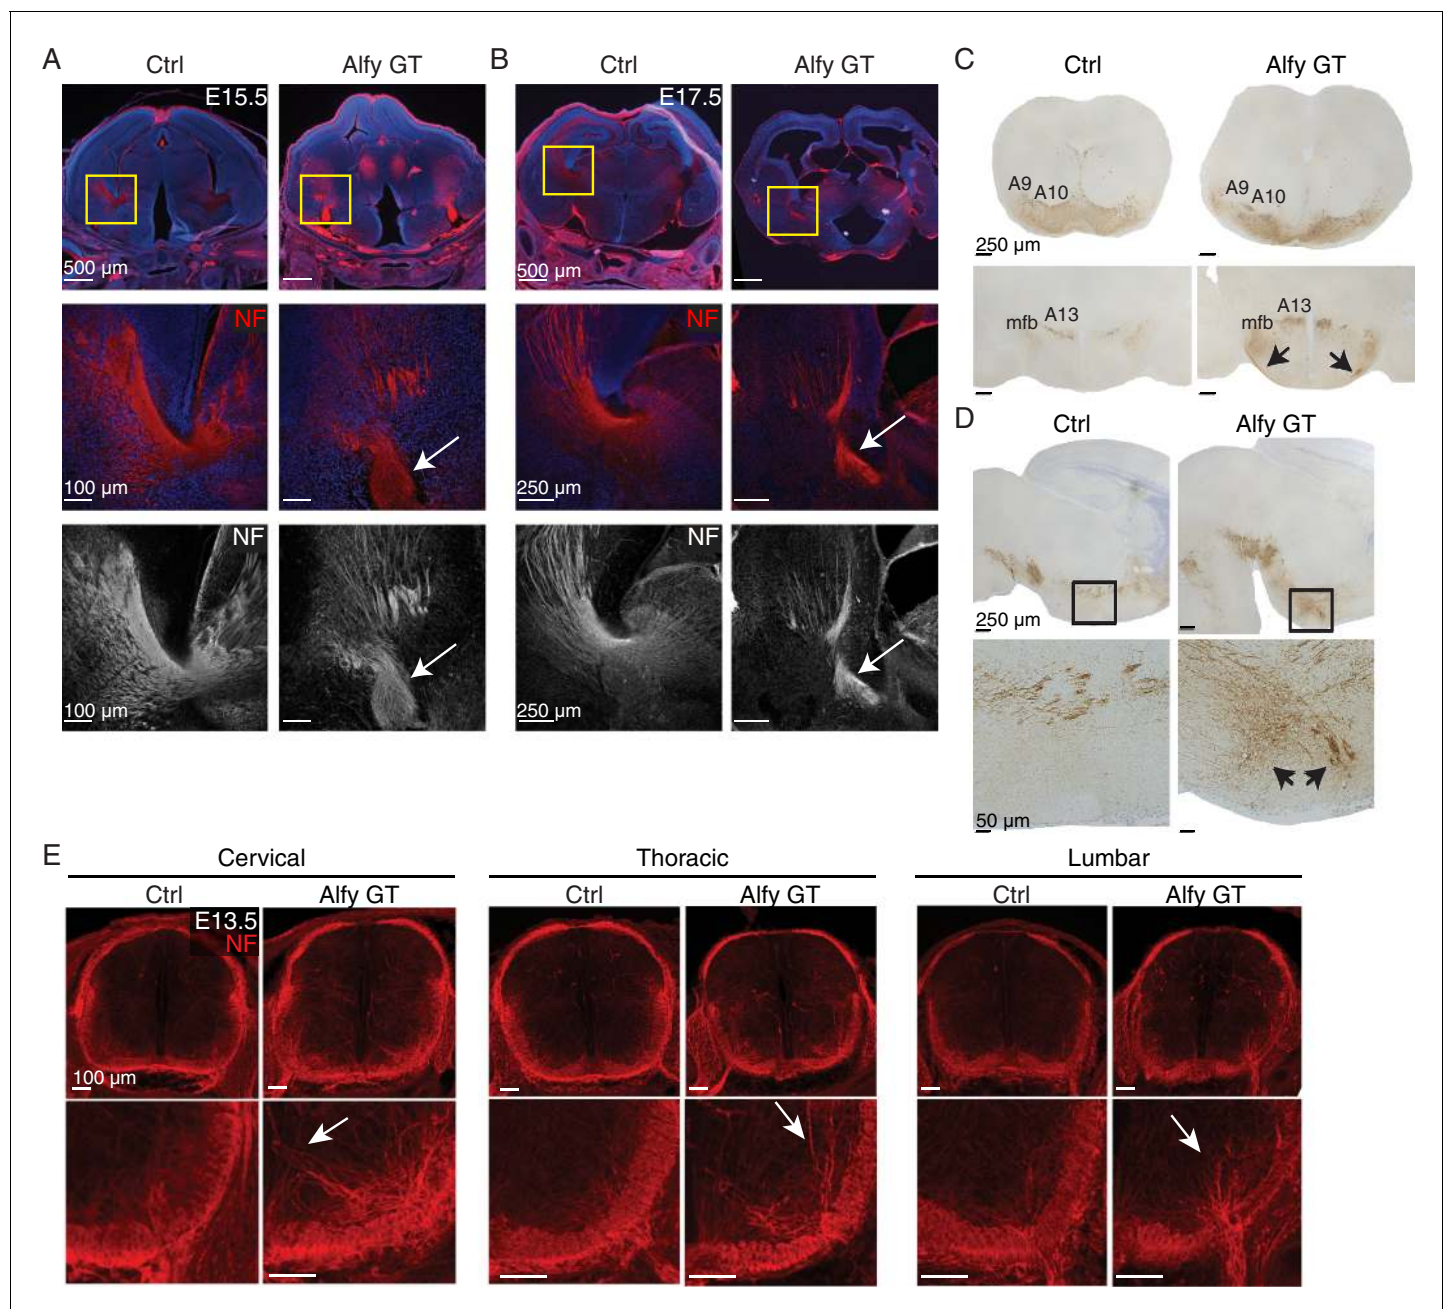 A
Ctrl
Alfy GT
B
Ctrl
Alfy GT
E15.5
500 µm
E17.5
500 µm
NF
100 µm
NF
250 µm
NF
100 µm
NF
250 µm
C
Ctrl
Alfy GT
A9
A10
A9
A10
250 µm
A13
mfb
A13
mfb
D
Ctrl
Alfy GT
250 µm
50 µm
E
Cervical
Thoracic
Lumbar
Ctrl
Alfy GT
Ctrl
Alfy GT
Ctrl
Alfy GT
E13.5
NF
100 µm